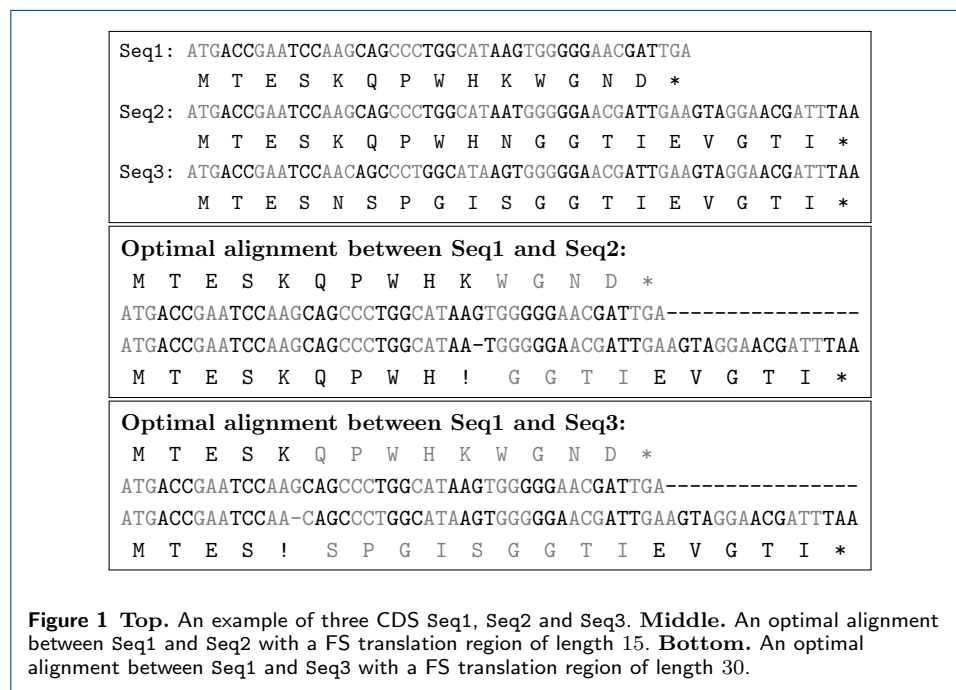 Seq1: ATGACCGAATCCAAGCAGCCCTGGCATAAGTGGGGGAACGATTGA
M T E S K Q P W H K W G N D *
Seq2: ATGACCGAATCCAAGCAGCCCTGGCATAATGGGGGAACGATTGAAGTAGGAACGATTTAA
M T E S K Q P W H N G G T I E V G T I *
Seq3: ATGACCGAATCCAACAGCCCTGGCATAAGTGGGGGAACGATTGAAGTAGGAACGATTTAA
M T E S N S P G I S G G T I E V G T I *
Optimal alignment between Seq1 and Seq2:
M T E S K Q P W H K W G N D *
ATGACCGAATCCAAGCAGCCCTGGCATAAGTGGGGGAACGATTGA----------------
ATGACCGAATCCAAGCAGCCCTGGCATAA-TGGGGGAACGATTGAAGTAGGAACGATTTAA
M T E S K Q P W H ! G G T I E V G T I *
Optimal alignment between Seq1 and Seq3:
M T E S K Q P W H K W G N D *
ATGACCGAATCCAAGCAGCCCTGGCATAAGTGGGGGAACGATTGA----------------
ATGACCGAATCCAA-CAGCCCTGGCATAAGTGGGGGAACGATTGAAGTAGGAACGATTTAA
M T E S ! S P G I S G G T I E V G T I *
Figure 1 Top. An example of three CDS Seq1, Seq2 and Seq3. Middle. An optimal alignment
between Seq1 and Seq2 with a FS translation region of length 15. Bottom. An optimal
alignment between Seq1 and Seq3 with a FS translation region of length 30.